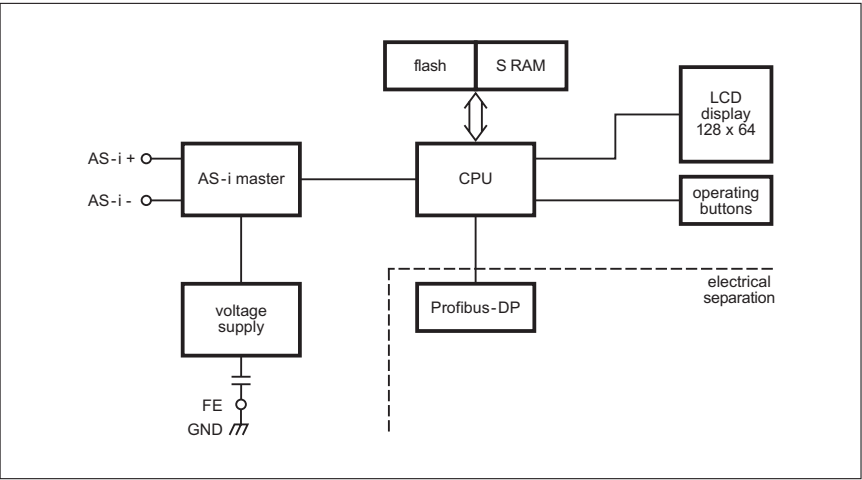 flash
S RAM
LCD
display
128 x 64
AS-i +
AS-i master
CPU
AS-i -
operating
buttons
electrical
separation
voltage
supply
Profibus-DP
FE
GND